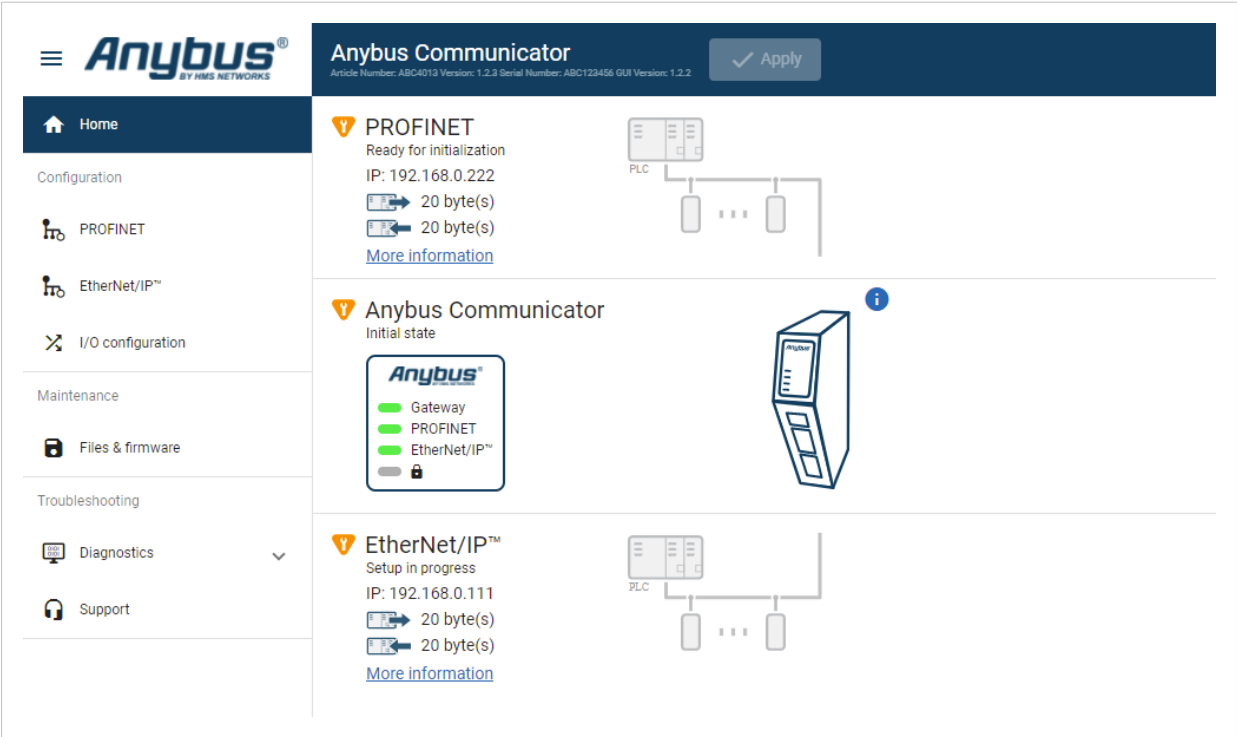 Anybus®
BY HMS NETWORKS
Anybus Communicator
Article Number: ABC4013 Version: 1.2.3 Serial Number: ABC123456 GUI Version: 1.2.2
Apply
Home
Configuration
PROFINET
EtherNet/IP™
I/O configuration
Maintenance
Files & firmware
Troubleshooting
Diagnostics
Support
PROFINET
Ready for initialization
IP: 192.168.0.222
20 byte(s)
20 byte(s)
More information
PLC
Anybus Communicator
Initial state
Anybus®
BY HMS NETWORKS
Gateway
PROFINET
EtherNet/IP™
Anybus
i
EtherNet/IP™
Setup in progress
IP: 192.168.0.111
20 byte(s)
20 byte(s)
More information
PLC